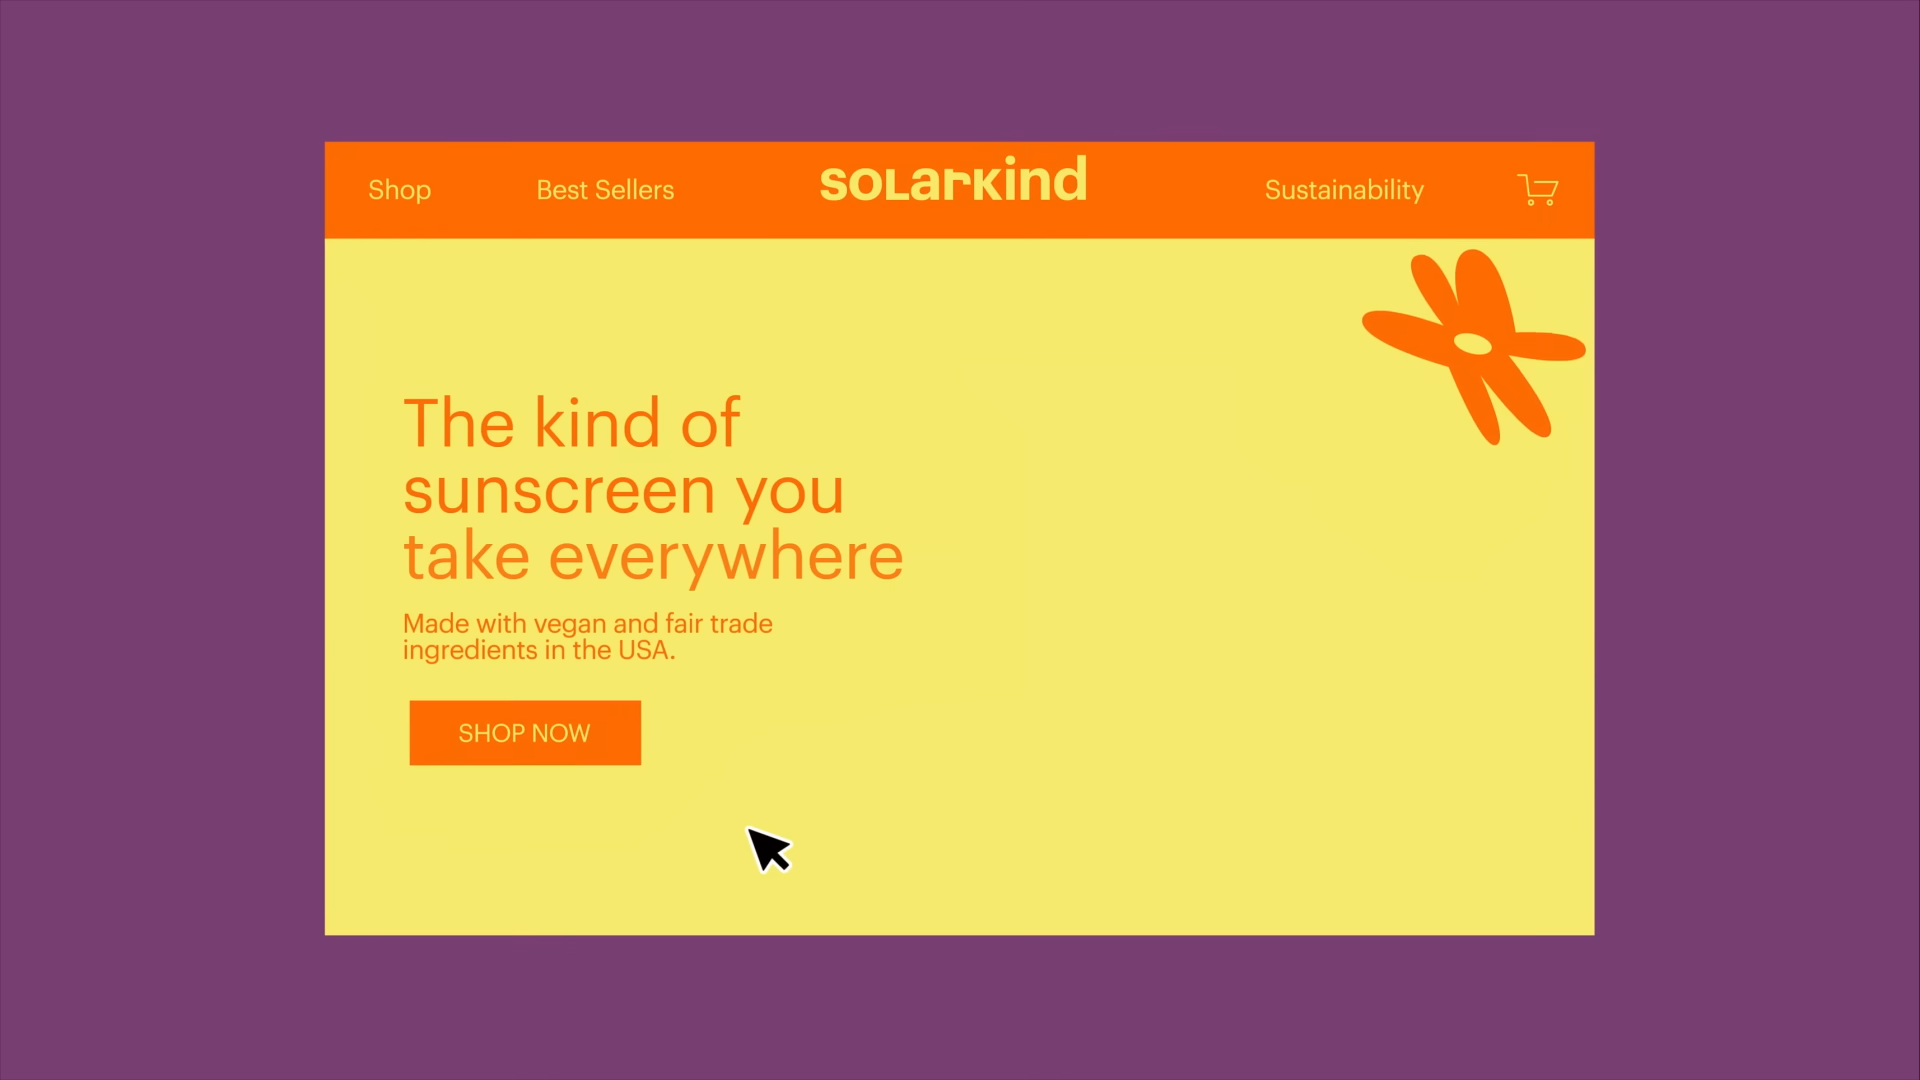 Shop
Best Sellers
solarkind
Sustainability
The kind of
sunscreen you
take everywhere
Made with vegan and fair trade
ingredients in the USA.
SHOP NOW